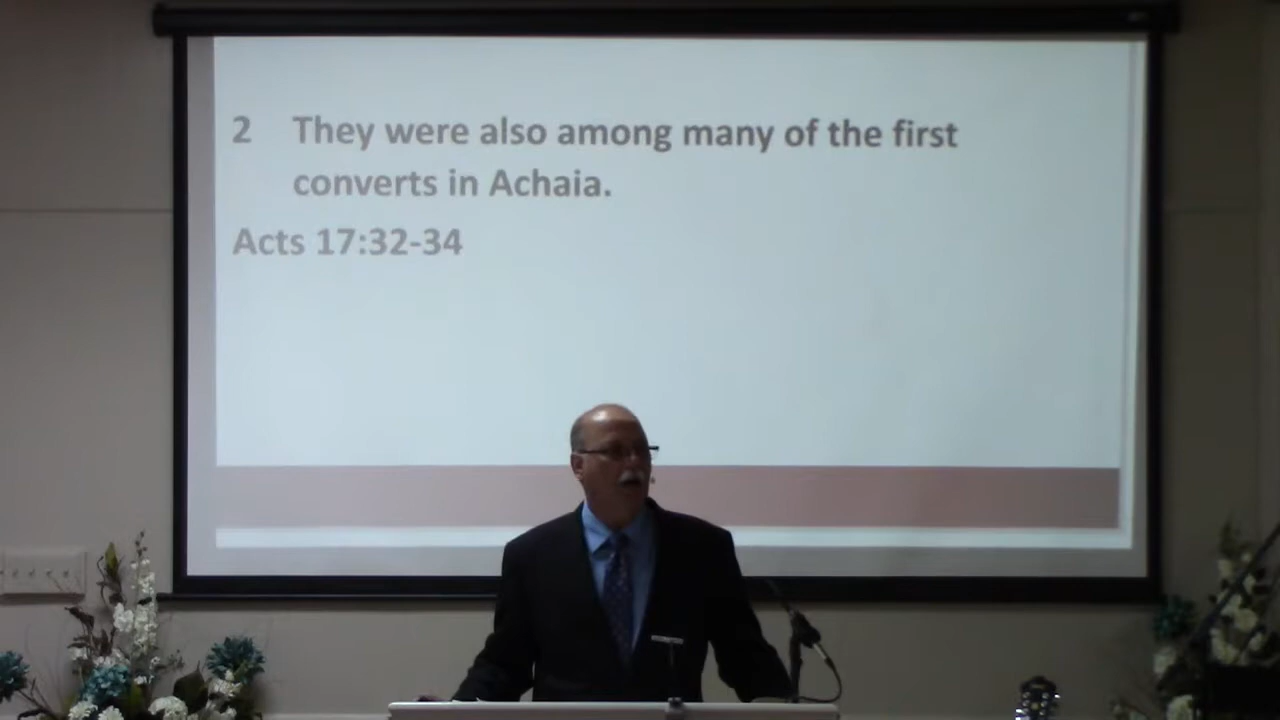 2 They were also among many of the first
converts in Achaia.
Acts 17:32-34